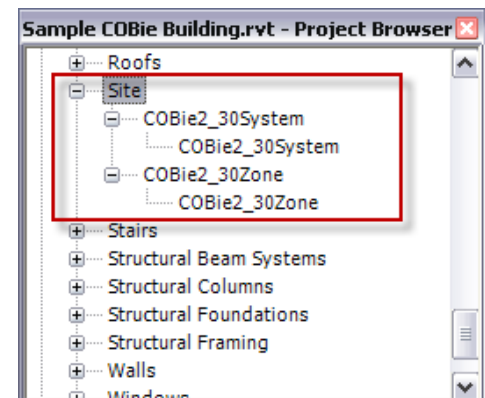 Sample COBie Building.rvt - Project Browser
Roofs
Site
COBie2_30System
COBie2_30System
COBie2_30Zone
COBie2_30Zone
Stairs
Structural Beam Systems
Structural Columns
Structural Foundations
Structural Framing
Walls
Windows